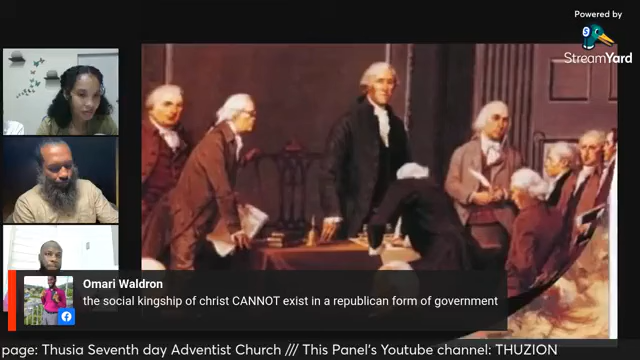 Powered by
StreamYard
Omari Waldron
the social kingship of christ CANNOT exist in a republican form of government
page: Thusia Seventh day Adventist Church /// This Panel's Youtube channel: THUZION